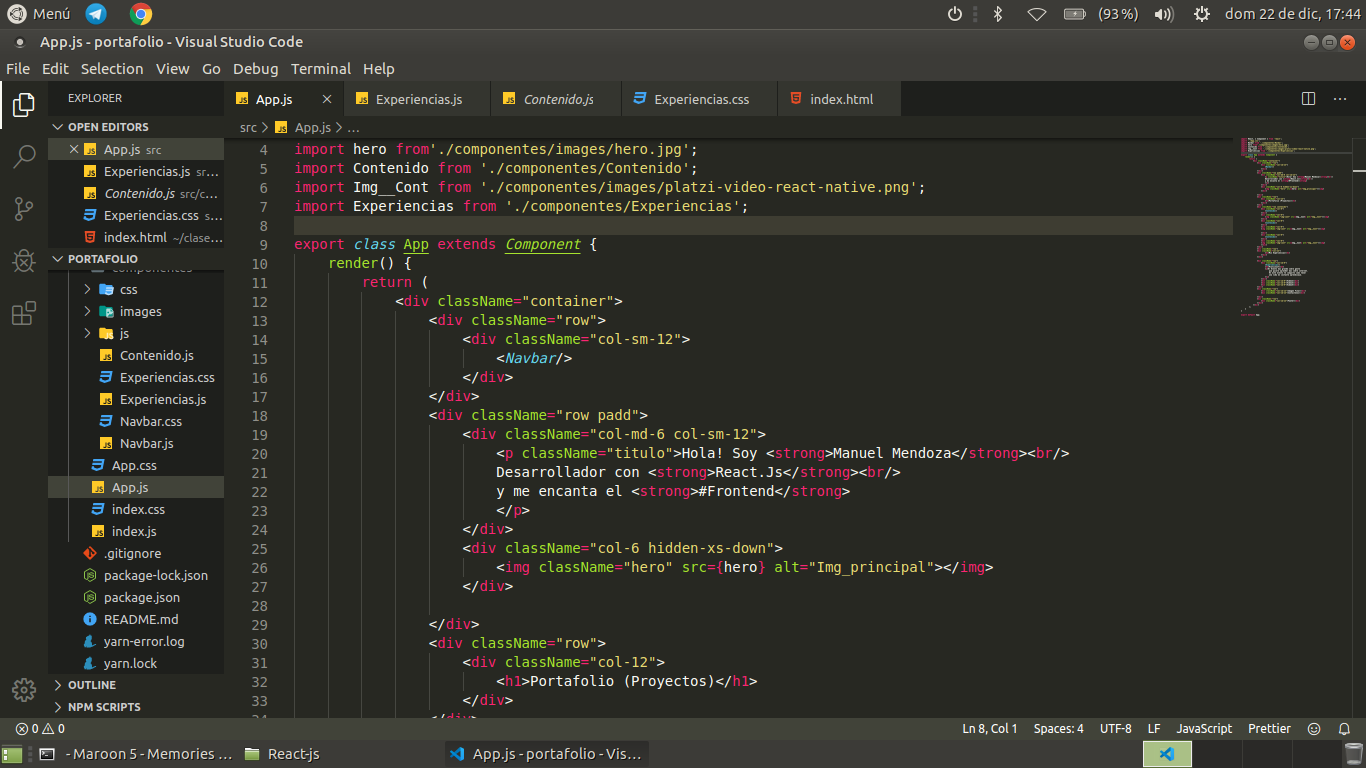 Menú (93%) dom 22 de dic, 17:44
App.js - portafolio - Visual Studio Code
File Edit Selection View Go Debug Terminal Help
EXPLORER
OPEN EDITORS
App.js src
Experiencias.js sr...
Contenido.js src/c...
Experiencias.css s...
index.html ~/clase...
PORTAFOLIO
componentes
css
images
js
Contenido.js
Experiencias.css
Experiencias.js
Navbar.css
Navbar.js
App.css
App.js
index.css
index.js
.gitignore
package-lock.json
package.json
README.md
yarn-error.log
yarn.lock
OUTLINE
NPM SCRIPTS
App.js Experiencias.js Contenido.js Experiencias.css index.html
src > App.js > ...
4 import hero from'./componentes/images/hero.jpg';
5 import Contenido from './componentes/Contenido';
6 import Img__Cont from './componentes/images/platzi-video-react-native.png';
7 import Experiencias from './componentes/Experiencias';
8
9 export class App extends Component {
10 render() {
11 return (
12 <div className="container">
13 <div className="row">
14 <div className="col-sm-12">
15 <Navbar/>
16 </div>
17 </div>
18 <div className="row padd">
19 <div className="col-md-6 col-sm-12">
20 <p className="titulo">Hola! Soy <strong>Manuel Mendoza</strong><br/>
21 Desarrollador con <strong>React.Js</strong><br/>
22 y me encanta el <strong>#Frontend</strong>
23 </p>
24 </div>
25 <div className="col-6 hidden-xs-down">
26 <img className="hero" src={hero} alt="Img_principal"></img>
27 </div>
28
29 </div>
30 <div className="row">
31 <div className="col-12">
32 <h1>Portafolio (Proyectos)</h1>
33 </div>
34 </div>
0 0 Ln 8, Col 1 Spaces: 4 UTF-8 LF JavaScript Prettier
- Maroon 5 - Memories ... React-js App.js - portafolio - Vis...